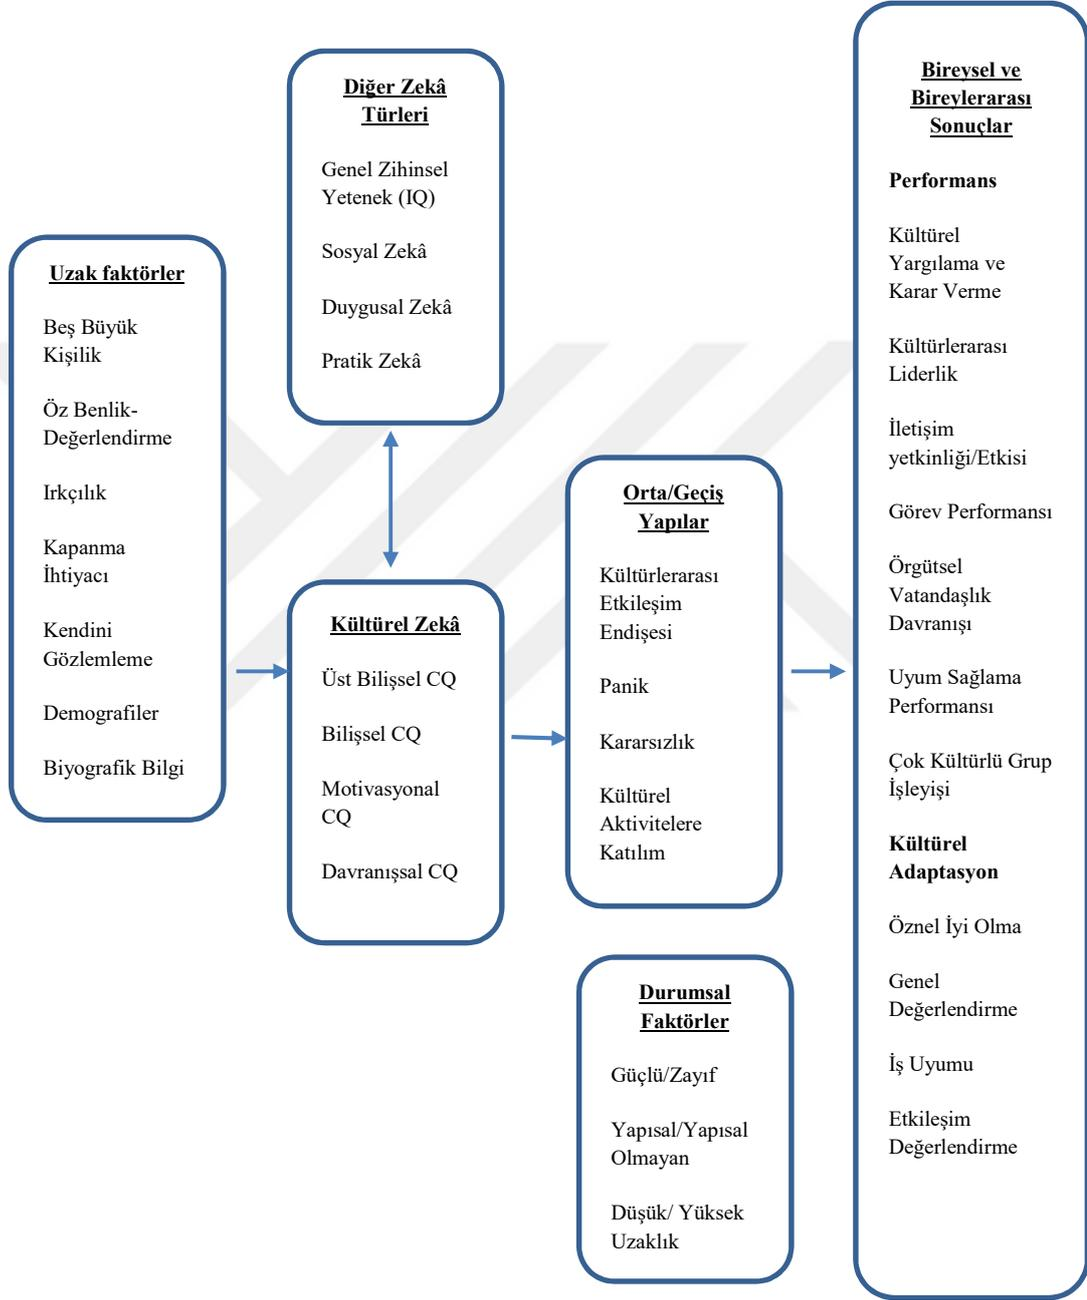 Uzak faktörler
Beş Büyük
Kişilik
Öz Benlik-
Değerlendirme
Irkçılık
Kapanma
İhtiyacı
Kendini
Gözlemleme
Demografiler
Biyografik Bilgi
Diğer Zekâ
Türleri
Genel Zihinsel
Yetenek (IQ)
Sosyal Zekâ
Duygusal Zekâ
Pratik Zekâ
Kültürel Zekâ
Üst Bilişsel CQ
Bilişsel CQ
Motivasyonal
CQ
Davranışsal CQ
Orta/Geçiş
Yapılar
Kültürlerarası
Etkileşim
Endişesi
Panik
Kararsızlık
Kültürel
Aktivitelere
Katılım
Durumsal
Faktörler
Güçlü/Zayıf
Yapısal/Yapısal
Olmayan
Düşük/ Yüksek
Uzaklık
Bireysel ve
Bireylerarası
Sonuçlar
Performans
Kültürel
Yargılama ve
Karar Verme
Kültürlerarası
Liderlik
İletişim
yetkinliği/Etkisi
Görev Performansı
Örgütsel
Vatandaşlık
Davranışı
Uyum Sağlama
Performansı
Çok Kültürlü Grup
İşleyişi
Kültürel
Adaptasyon
Öznel İyi Olma
Genel
Değerlendirme
İş Uyumu
Etkileşim
Değerlendirme